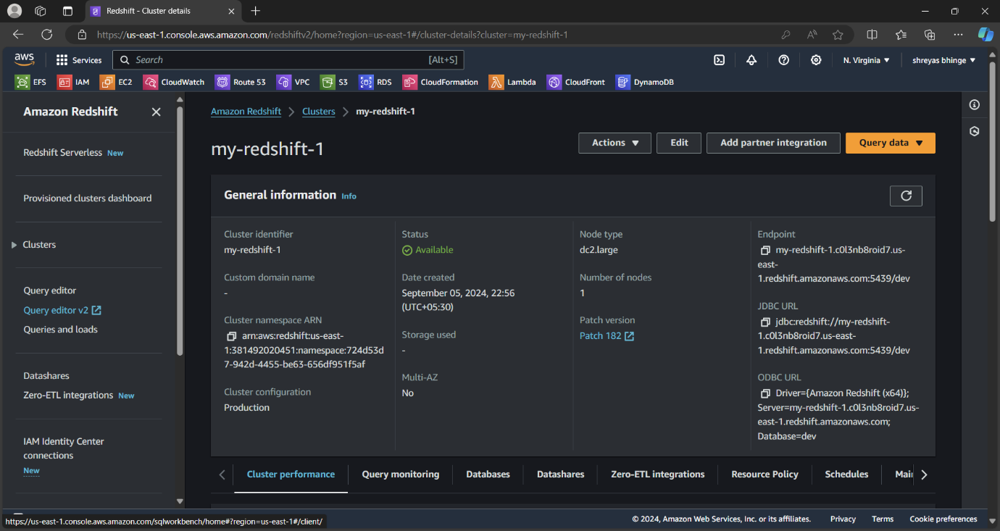 Redshift - Cluster details
https://us-east-1.console.aws.amazon.com/redshiftv2/home?region=us-east-1#/cluster-details?cluster=my-redshift-1
aws
Services
Search
[Alt+S]
N. Virginia
shreyas bhinge
EFS
IAM
EC2
CloudWatch
Route 53
VPC
S3
RDS
CloudFormation
Lambda
CloudFront
DynamoDB
Amazon Redshift
Redshift Serverless New
Provisioned clusters dashboard
Clusters
Query editor
Query editor v2
Queries and loads
Datashares
Zero-ETL integrations New
IAM Identity Center
connections
New
Amazon Redshift
Clusters
my-redshift-1
my-redshift-1
Actions
Edit
Add partner integration
Query data
General information Info
Cluster identifier
my-redshift-1
Custom domain name
-
Cluster namespace ARN
arn:aws:redshift:us-east-
1:381492020451:namespace:724d53d
7-942d-4455-be63-656df951f5af
Cluster configuration
Production
Status
Available
Date created
September 05, 2024, 22:56
(UTC+05:30)
Storage used
-
Multi-AZ
No
Node type
dc2.large
Number of nodes
1
Patch version
Patch 182
Endpoint
my-redshift-1.c0l3nb8roid7.us-
east-
1.redshift.amazonaws.com:5439/dev
JDBC URL
jdbc:redshift://my-redshift-
1.c0l3nb8roid7.us-east-
1.redshift.amazonaws.com:5439/dev
ODBC URL
Driver={Amazon Redshift (x64)};
Server=my-redshift-1.c0l3nb8roid7.us-
east-1.redshift.amazonaws.com;
Database=dev
Cluster performance
Query monitoring
Databases
Datashares
Zero-ETL integrations
Resource Policy
Schedules
Mai
https://us-east-1.console.aws.amazon.com/sqlworkbench/home#?region=us-east-1#/client/
© 2024, Amazon Web Services, Inc. or its affiliates.
Privacy
Terms
Cookie preferences